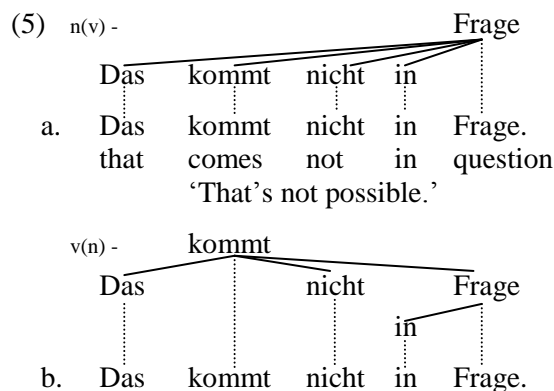 (5) n(v) - Frage
Das kommt nicht in
a. Das kommt nicht in Frage.
that comes not in question
‘That's not possible.’
v(n) - kommt
Das nicht Frage
in
b. Das kommt nicht in Frage.